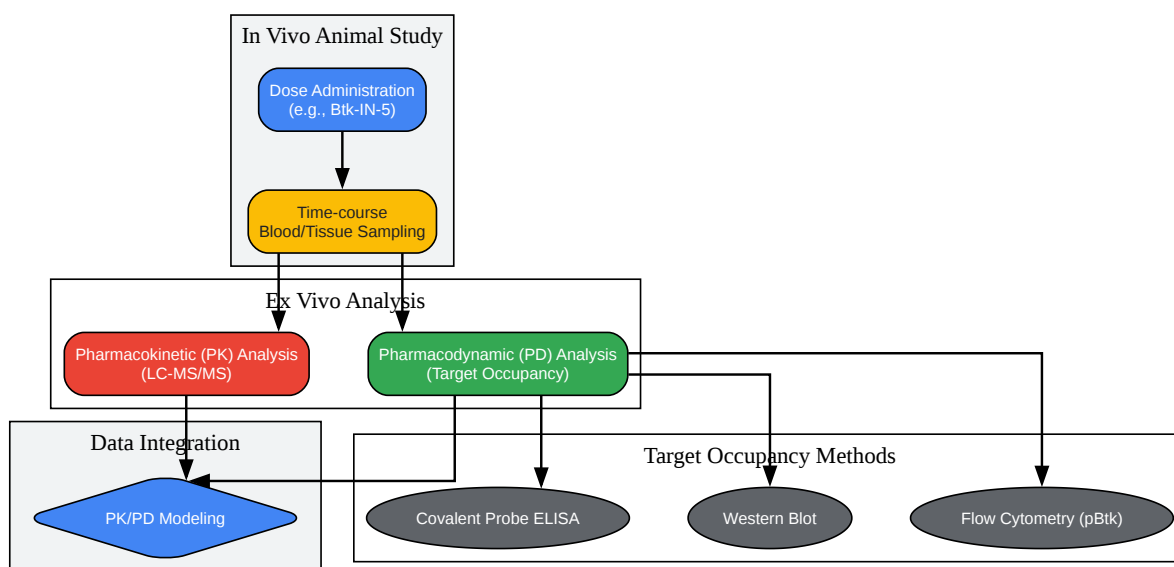 In Vivo Animal Study
Dose Administration
(e.g., Btk-IN-5)
Time-course
Blood/Tissue Sampling
Ex Vivo Analysis
Pharmacokinetic (PK) Analysis
(LC-MS/MS)
Pharmacodynamic (PD) Analysis
(Target Occupancy)
Data Integration
PK/PD Modeling
Target Occupancy Methods
Covalent Probe ELISA
Western Blot
Flow Cytometry (pBtk)